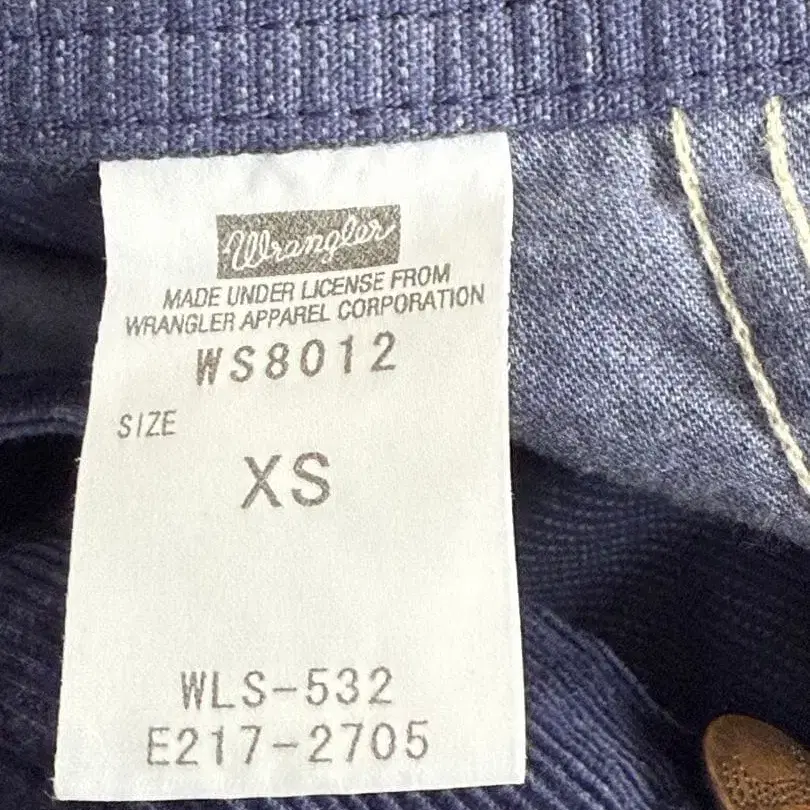 Wrangler
MADE UNDER LICENSE FROM
WRANGLER APPAREL CORPORATION
WS8012
SIZE
XS
WLS-532
E217-2705